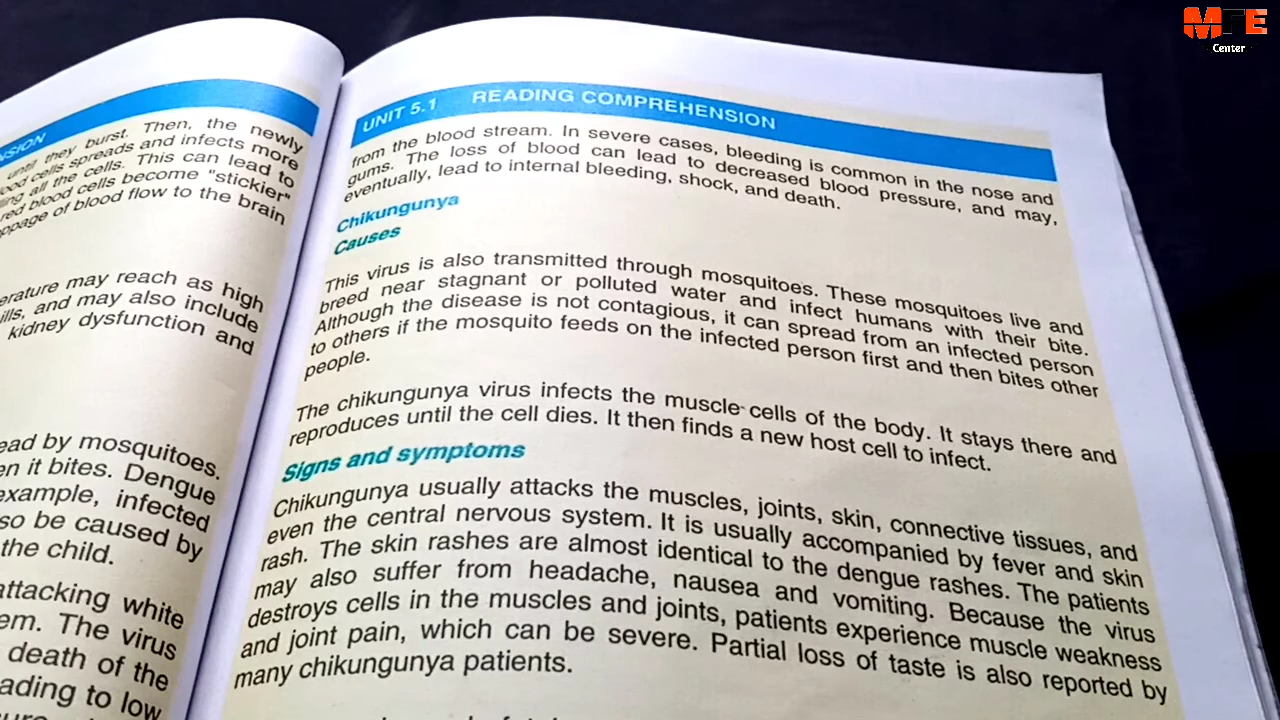 NSION
until they burst. Then, the newly
cells spreads and infects more
all the cells. This can lead to
red blood cells become "stickier"
of blood flow to the brain
may reach as high
and may also include
kidney dysfunction and
by mosquitoes.
it bites. Dengue
example, infected
be caused by
the child.
attacking white
The virus
death of the
low
UNIT 5.1 READING COMPREHENSION
from the blood stream. In severe cases, bleeding is common in the nose and
gums. The loss of blood can lead to decreased blood pressure, and may,
eventually, lead to internal bleeding, shock, and death.
Chikungunya
Causes
This virus is also transmitted through mosquitoes. These mosquitoes live and
breed near stagnant or polluted water and infect humans with their bite.
Although the disease is not contagious, it can spread from an infected person
to others if the mosquito feeds on the infected person first and then bites other
people.
The chikungunya virus infects the muscle cells of the body. It stays there and
reproduces until the cell dies. It then finds a new host cell to infect.
Signs and symptoms
Chikungunya usually attacks the muscles, joints, skin, connective tissues, and
even the central nervous system. It is usually accompanied by fever and skin
rash. The skin rashes are almost identical to the dengue rashes. The patients
may also suffer from headache, nausea and vomiting. Because the virus
destroys cells in the muscles and joints, patients experience muscle weakness
and joint pain, which can be severe. Partial loss of taste is also reported by
many chikungunya patients.
Center